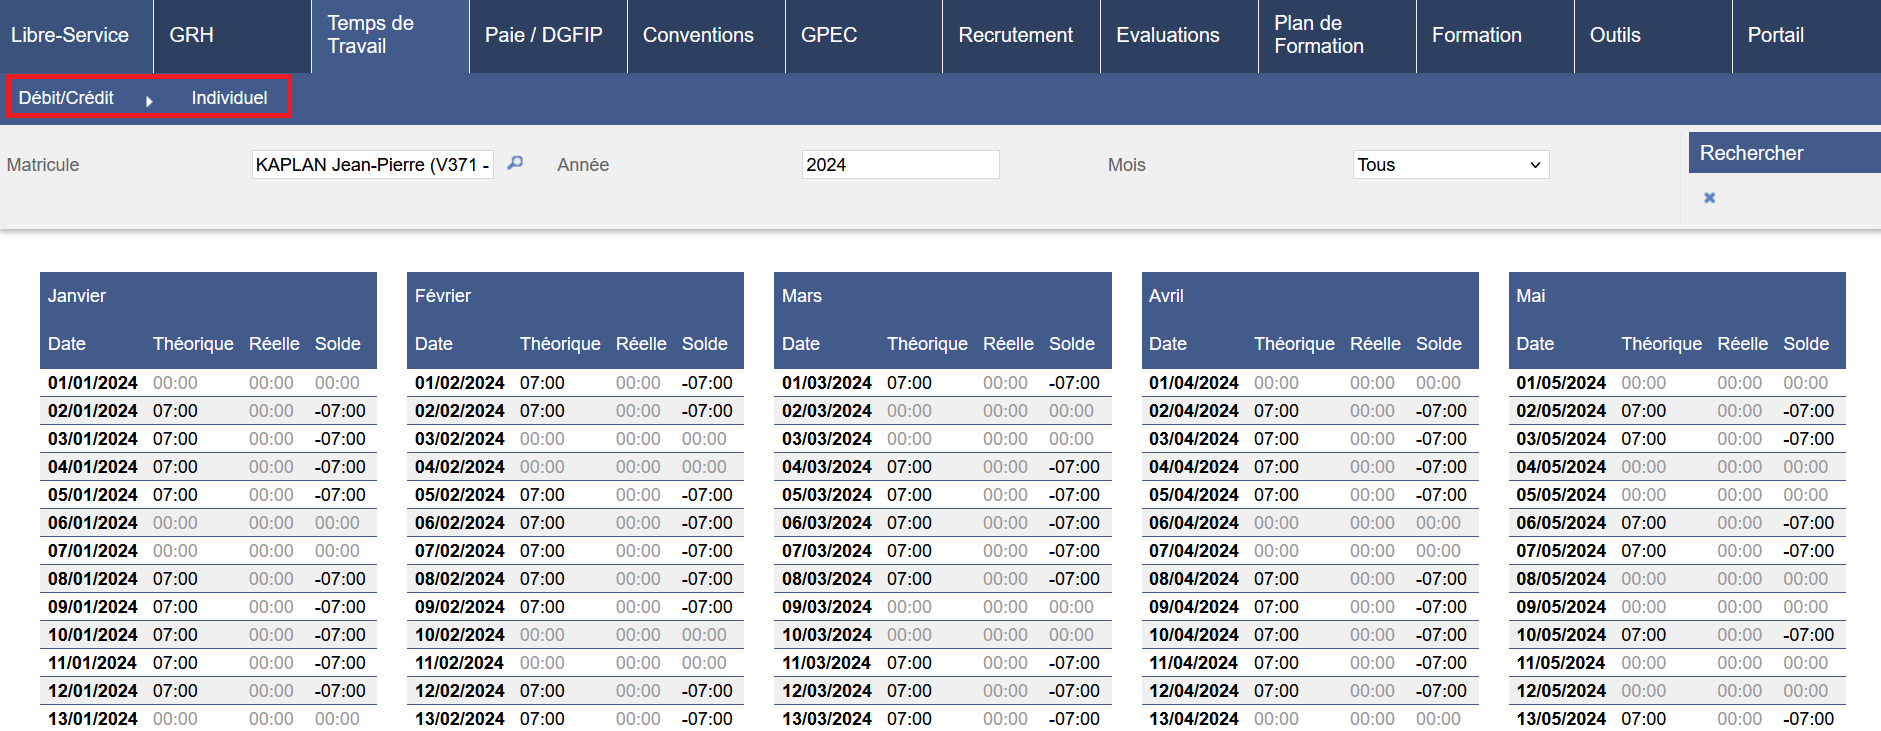 Libre-Service GRH Temps de Travail Paie / DGFIP Conventions GPEC Recrutement Evaluations Plan de Formation Formation Outils Portail
Débit/Crédit Individuel
Matricule KAPLAN Jean-Pierre (V371 - Année 2024 Mois Tous Rechercher
Janvier Février Mars Avril Mai
Date Théorique Réelle Solde Date Théorique Réelle Solde Date Théorique Réelle Solde Date Théorique Réelle Solde Date Théorique Réelle Solde
01/01/2024 00:00 00:00 00:00 01/02/2024 07:00 00:00 -07:00 01/03/2024 07:00 00:00 -07:00 01/04/2024 00:00 00:00 00:00 01/05/2024 00:00 00:00 00:00
02/01/2024 07:00 00:00 -07:00 02/02/2024 07:00 00:00 -07:00 02/03/2024 00:00 00:00 00:00 02/04/2024 07:00 00:00 -07:00 02/05/2024 07:00 00:00 -07:00
03/01/2024 07:00 00:00 -07:00 03/02/2024 00:00 00:00 00:00 03/03/2024 00:00 00:00 00:00 03/04/2024 07:00 00:00 -07:00 03/05/2024 07:00 00:00 -07:00
04/01/2024 07:00 00:00 -07:00 04/02/2024 00:00 00:00 00:00 04/03/2024 07:00 00:00 -07:00 04/04/2024 07:00 00:00 -07:00 04/05/2024 00:00 00:00 00:00
05/01/2024 07:00 00:00 -07:00 05/02/2024 07:00 00:00 -07:00 05/03/2024 07:00 00:00 -07:00 05/04/2024 07:00 00:00 -07:00 05/05/2024 00:00 00:00 00:00
06/01/2024 00:00 00:00 00:00 06/02/2024 07:00 00:00 -07:00 06/03/2024 07:00 00:00 -07:00 06/04/2024 00:00 00:00 00:00 06/05/2024 07:00 00:00 -07:00
07/01/2024 00:00 00:00 00:00 07/02/2024 07:00 00:00 -07:00 07/03/2024 07:00 00:00 -07:00 07/04/2024 00:00 00:00 00:00 07/05/2024 07:00 00:00 -07:00
08/01/2024 07:00 00:00 -07:00 08/02/2024 07:00 00:00 -07:00 08/03/2024 07:00 00:00 -07:00 08/04/2024 07:00 00:00 -07:00 08/05/2024 00:00 00:00 00:00
09/01/2024 07:00 00:00 -07:00 09/02/2024 07:00 00:00 -07:00 09/03/2024 00:00 00:00 00:00 09/04/2024 07:00 00:00 -07:00 09/05/2024 00:00 00:00 00:00
10/01/2024 07:00 00:00 -07:00 10/02/2024 00:00 00:00 00:00 10/03/2024 00:00 00:00 00:00 10/04/2024 07:00 00:00 -07:00 10/05/2024 07:00 00:00 -07:00
11/01/2024 07:00 00:00 -07:00 11/02/2024 00:00 00:00 00:00 11/03/2024 07:00 00:00 -07:00 11/04/2024 07:00 00:00 -07:00 11/05/2024 00:00 00:00 00:00
12/01/2024 07:00 00:00 -07:00 12/02/2024 07:00 00:00 -07:00 12/03/2024 07:00 00:00 -07:00 12/04/2024 07:00 00:00 -07:00 12/05/2024 00:00 00:00 00:00
13/01/2024 00:00 00:00 00:00 13/02/2024 07:00 00:00 -07:00 13/03/2024 07:00 00:00 -07:00 13/04/2024 00:00 00:00 00:00 13/05/2024 07:00 00:00 -07:00